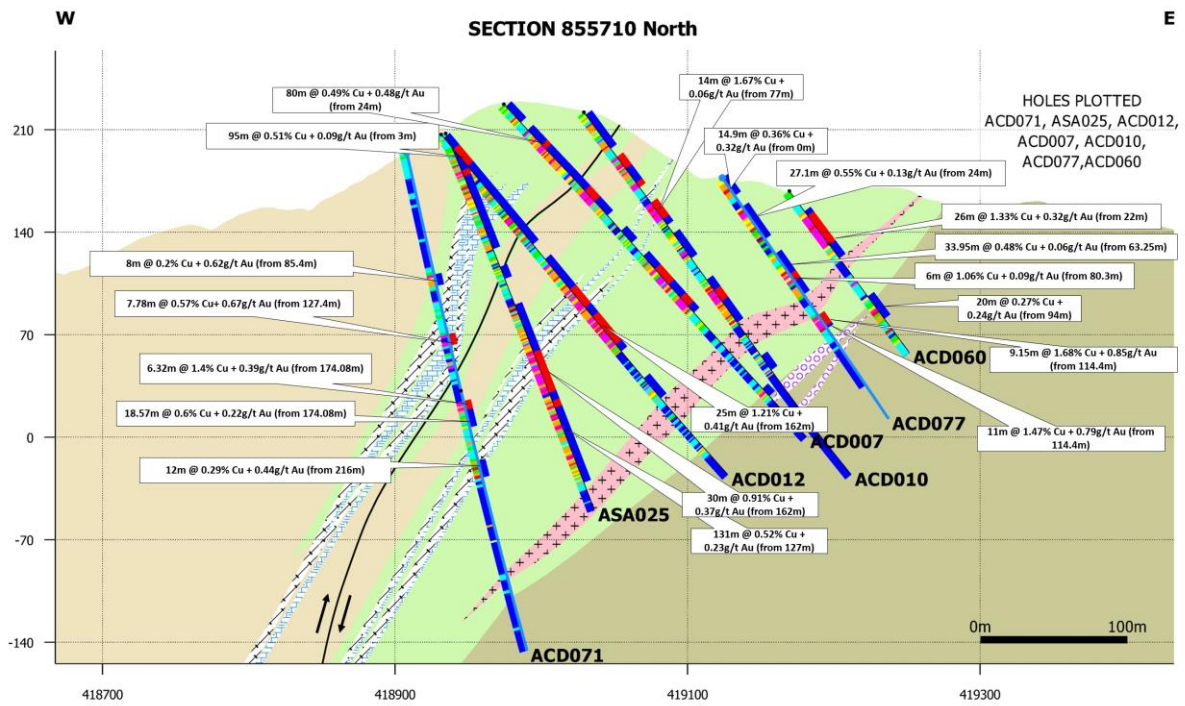 W
E
SECTION 855710 North
80m @ 0.49% Cu + 0.48g/t Au
(from 24m)
95m @ 0.51% Cu + 0.09g/t Au (from 3m)
14m @ 1.67% Cu +
0.06g/t Au (from 77m)
14.9m @ 0.36% Cu +
0.32g/t Au (from 0m)
27.1m @ 0.55% Cu + 0.13g/t Au (from 24m)
HOLES PLOTTED
ACD071, ASA025, ACD012,
ACD007, ACD010,
ACD077,ACD060
26m @ 1.33% Cu + 0.32g/t Au (from 22m)
33.95m @ 0.48% Cu + 0.06g/t Au (from 63.25m)
6m @ 1.06% Cu + 0.09g/t Au (from 80.3m)
20m @ 0.27% Cu +
0.24g/t Au (from 94m)
9.15m @ 1.68% Cu + 0.85g/t Au
(from 114.4m)
11m @ 1.47% Cu + 0.79g/t Au (from
114.4m)
8m @ 0.2% Cu + 0.62g/t Au (from 85.4m)
7.78m @ 0.57% Cu+ 0.67g/t Au (from 127.4m)
6.32m @ 1.4% Cu + 0.39g/t Au (from 174.08m)
18.57m @ 0.6% Cu + 0.22g/t Au (from 174.08m)
12m @ 0.29% Cu + 0.44g/t Au (from 216m)
25m @ 1.21% Cu +
0.41g/t Au (from 162m)
30m @ 0.91% Cu +
0.37g/t Au (from 162m)
131m @ 0.52% Cu +
0.23g/t Au (from 127m)
ACD060
ACD077
ACD007
ACD010
ACD012
ASA025
ACD071
210
140
70
0
-70
-140
0m
100m
418700
418900
419100
419300